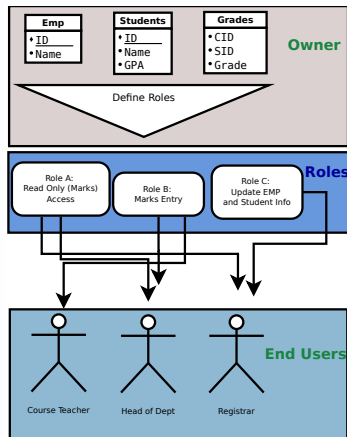 Emp
ID
Name
Students
ID
Name
GPA
Grades
CID
SID
Grade
Owner
Define Roles
Roles
Role A:
Read Only (Marks)
Access
Role B:
Marks Entry
Role C:
Update EMP
and Student Info
End Users
Course Teacher
Head of Dept
Registrar